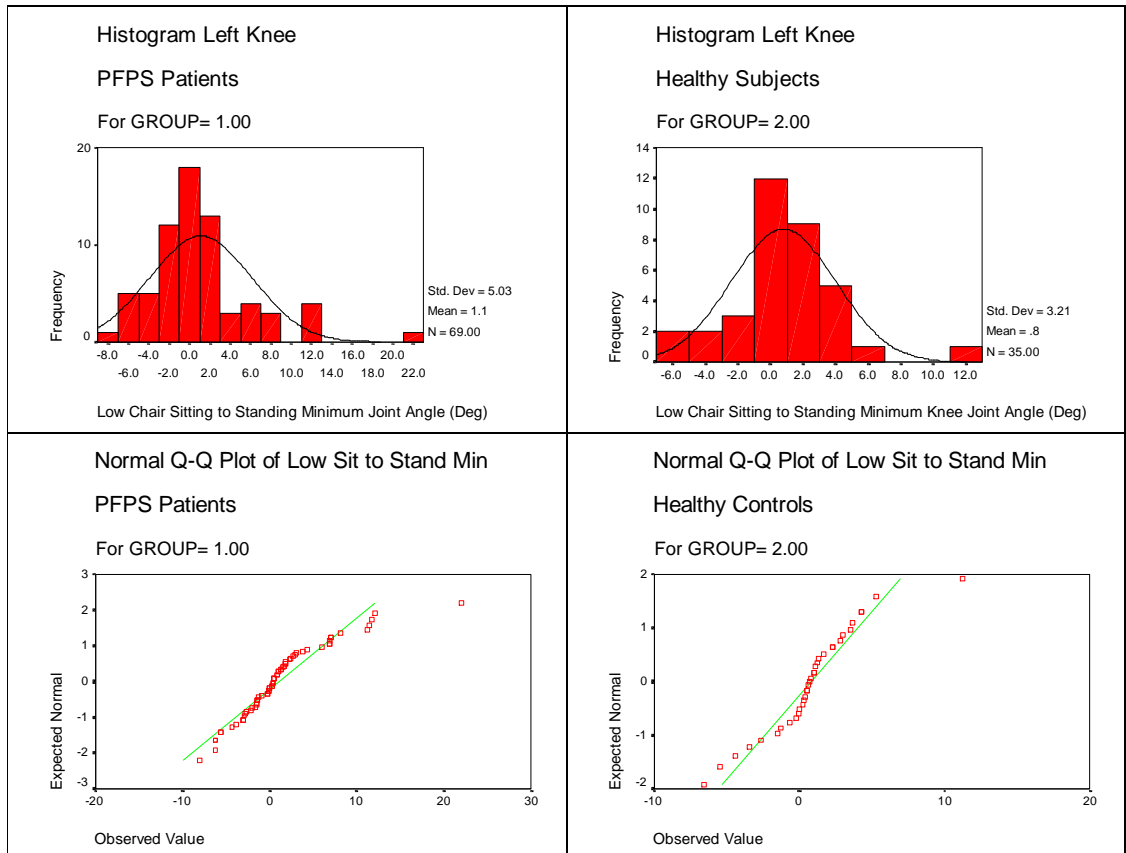 Histogram Left Knee
PFPS Patients
For GROUP= 1.00
20
10
0
Frequency
Std. Dev = 5.03
Mean = 1.1
N = 69.00
-8.0 -4.0 0.0 4.0 8.0 12.0 16.0 20.0
-6.0 -2.0 2.0 6.0 10.0 14.0 18.0 22.0
Low Chair Sitting to Standing Minimum Joint Angle (Deg)
Histogram Left Knee
Healthy Subjects
For GROUP= 2.00
14
12
10
8
6
4
2
0
Frequency
Std. Dev = 3.21
Mean = .8
N = 35.00
-6.0 -4.0 -2.0 0.0 2.0 4.0 6.0 8.0 10.0 12.0
Low Chair Sitting to Standing Minimum Knee Joint Angle (Deg)
Normal Q-Q Plot of Low Sit to Stand Min
PFPS Patients
For GROUP= 1.00
3
2
1
0
-1
-2
-3
Expected Normal
-20 -10 0 10 20 30
Observed Value
Normal Q-Q Plot of Low Sit to Stand Min
Healthy Controls
For GROUP= 2.00
2
1
0
-1
-2
Expected Normal
-10 0 10 20
Observed Value